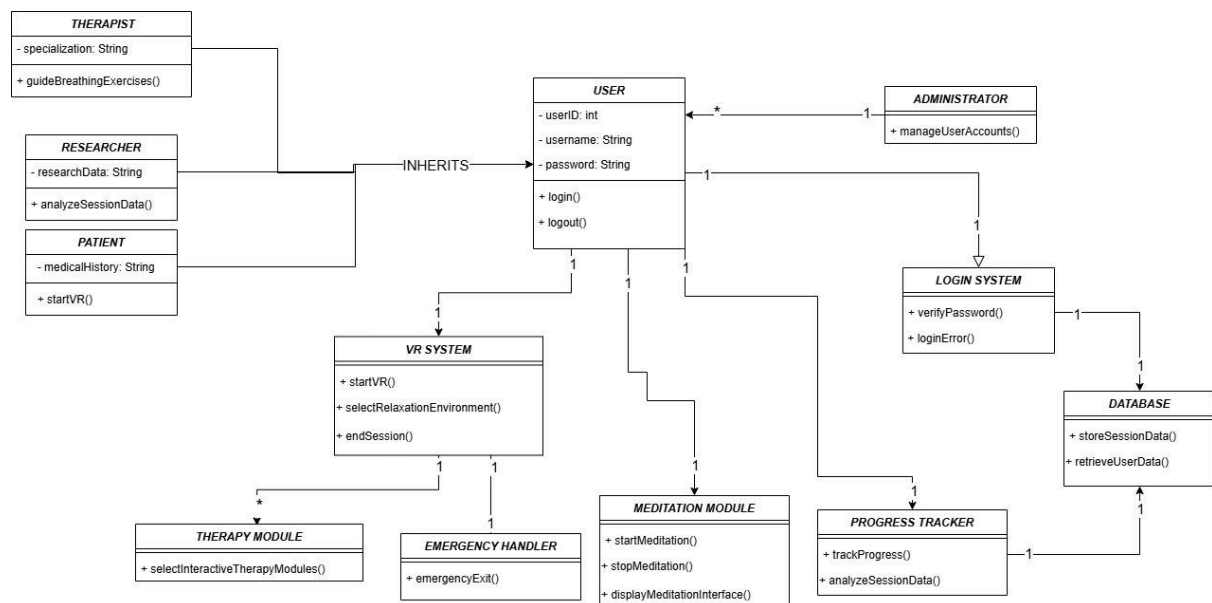 THERAPIST
- specialization: String
+ guideBreathingExercises()
RESEARCHER
- researchData: String
+ analyzeSessionData()
PATIENT
- medicalHistory: String
+ startVR()
INHERITS
USER
- userID: int
- username: String
- password: String
+ login()
+ logout()
*
1
ADMINISTRATOR
+ manageUserAccounts()
1
1
LOGIN SYSTEM
+ verifyPassword()
+ loginError()
1
1
DATABASE
+ storeSessionData()
+ retrieveUserData()
1
1
1
1
1
VR SYSTEM
+ startVR()
+ selectRelaxationEnvironment()
+ endSession()
1
*
THERAPY MODULE
+ selectInteractiveTherapyModules()
1
1
EMERGENCY HANDLER
+ emergencyExit()
1
MEDITATION MODULE
+ startMeditation()
+ stopMeditation()
+ displayMeditationInterface()
1
PROGRESS TRACKER
+ trackProgress()
+ analyzeSessionData()
1